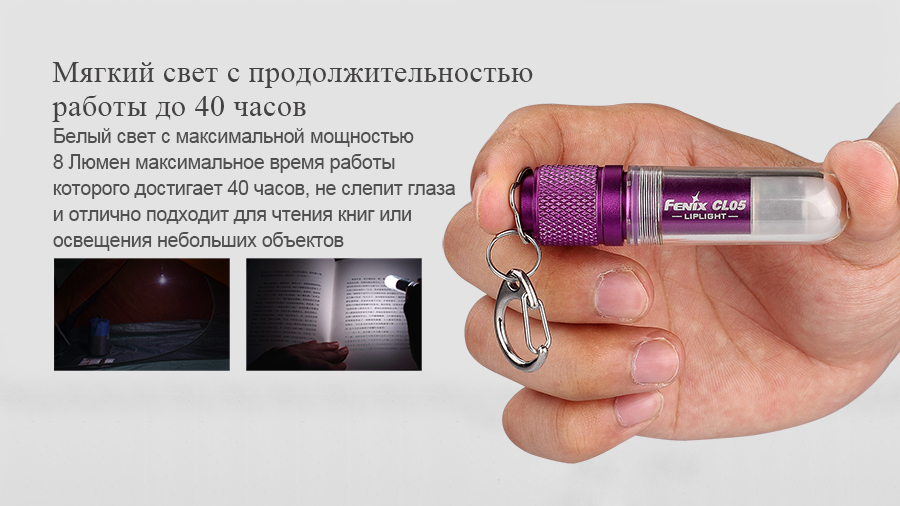 Мягкий свет с продолжительностью
работы до 40 часов
Белый свет с максимальной мощностью
8 Люмен максимальное время работы
которого достигает 40 часов, не слепит глаза
и отлично подходит для чтения книг или
освещения небольших объектов
FENIX CL05
LIPLIGHT